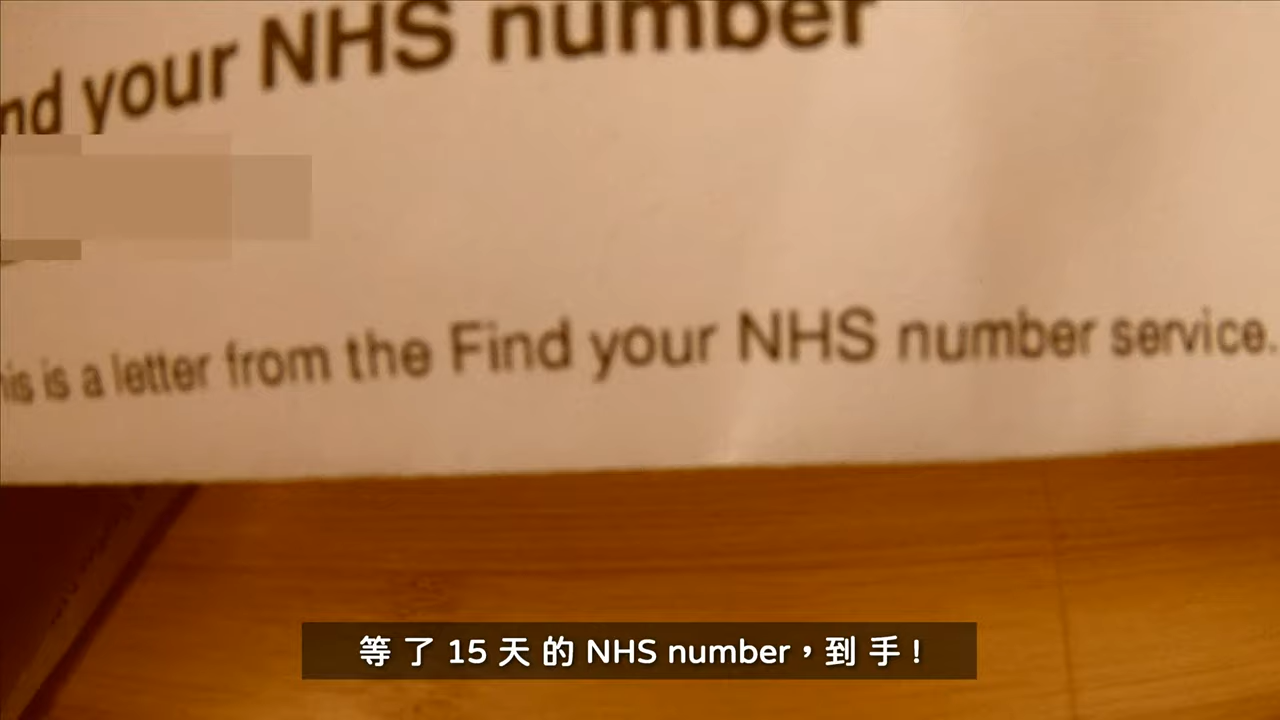 nd your NHS number
his is a letter from the Find your NHS number service.
等了15天的NHS number，到手！